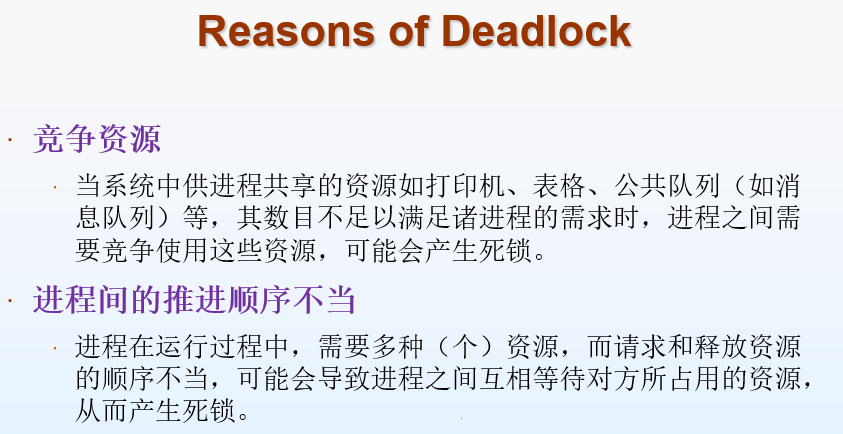 Reasons of Deadlock
竞争资源
当系统中供进程共享的资源如打印机、表格、公共队列（如消
息队列）等，其数目不足以满足诸进程的需求时，进程之间需
要竞争使用这些资源，可能会产生死锁。
进程间的推进顺序不当
进程在运行过程中，需要多种（个）资源，而请求和释放资源
的顺序不当，可能会导致进程之间互相等待对方所占用的资源，
从而产生死锁。